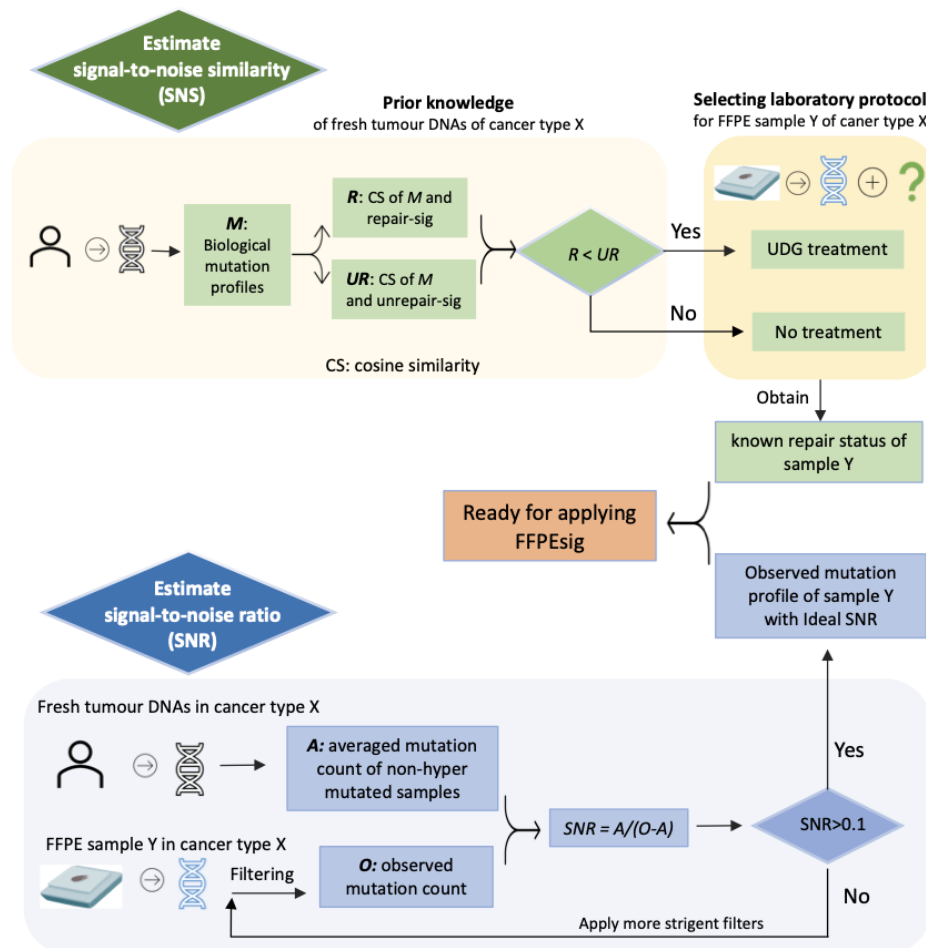 Estimate
signal-to-noise similarity
(SNS)
Prior knowledge
of fresh tumour DNAs of cancer type X
Selecting laboratory protocol
for FFPE sample Y of caner type X
M:
Biological
mutation
profiles
R: CS of M and
repair-sig
UR: CS of M
and unrepair-sig
R < UR
Yes
No
?
UDG treatment
No treatment
CS: cosine similarity
Obtain
known repair status of
sample Y
Ready for applying
FFPEsig
Observed mutation
profile of sample Y
with Ideal SNR
Estimate
signal-to-noise ratio
(SNR)
Fresh tumour DNAs in cancer type X
A: averaged mutation
count of non-hyper
mutated samples
FFPE sample Y in cancer type X
Filtering
O: observed
mutation count
SNR = A/(O-A)
SNR>0.1
Yes
No
Apply more strigent filters